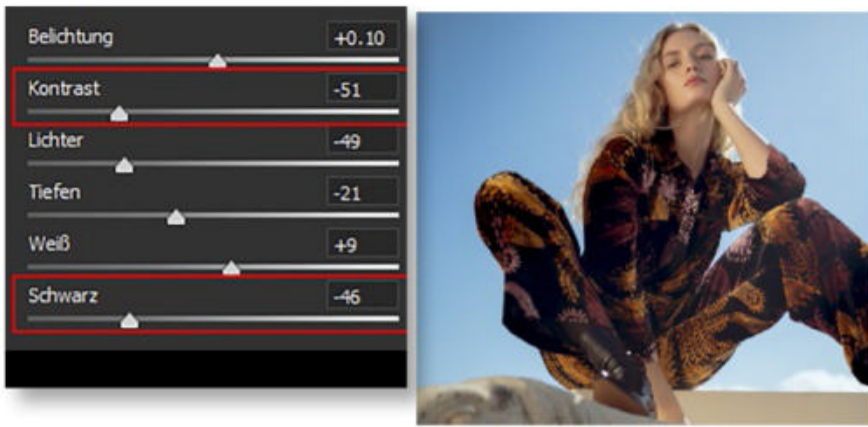 Belichtung +0.10
Kontrast -51
Lichter -49
Tiefen -21
Weiß +9
Schwarz -46